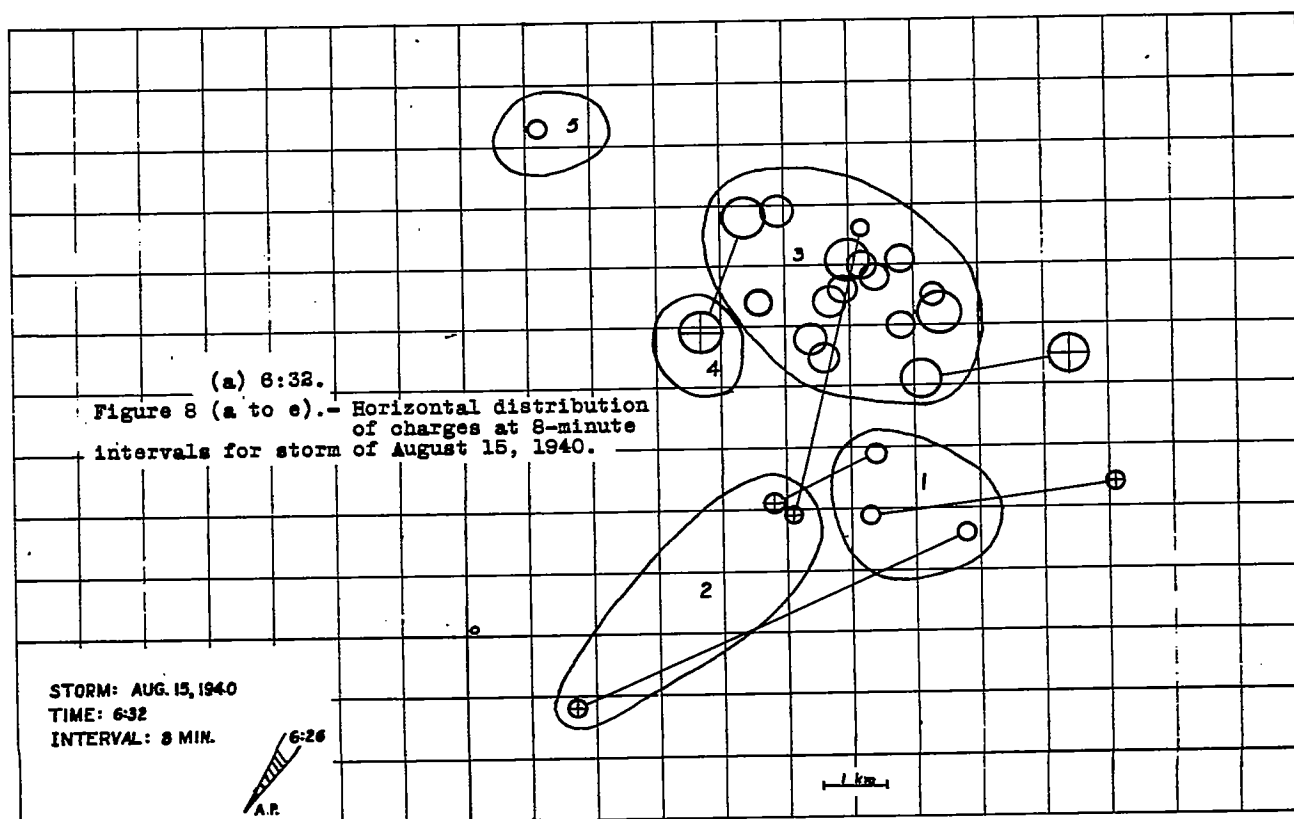 5
3
4
(a) 6:32.
Figure 8 (a to e).- Horizontal distribution
of charges at 8-minute
intervals for storm of August 15, 1940.
1
2
STORM: AUG. 15, 1940
TIME: 6:32
INTERVAL: 8 MIN.
6:26
A.P.
1 km